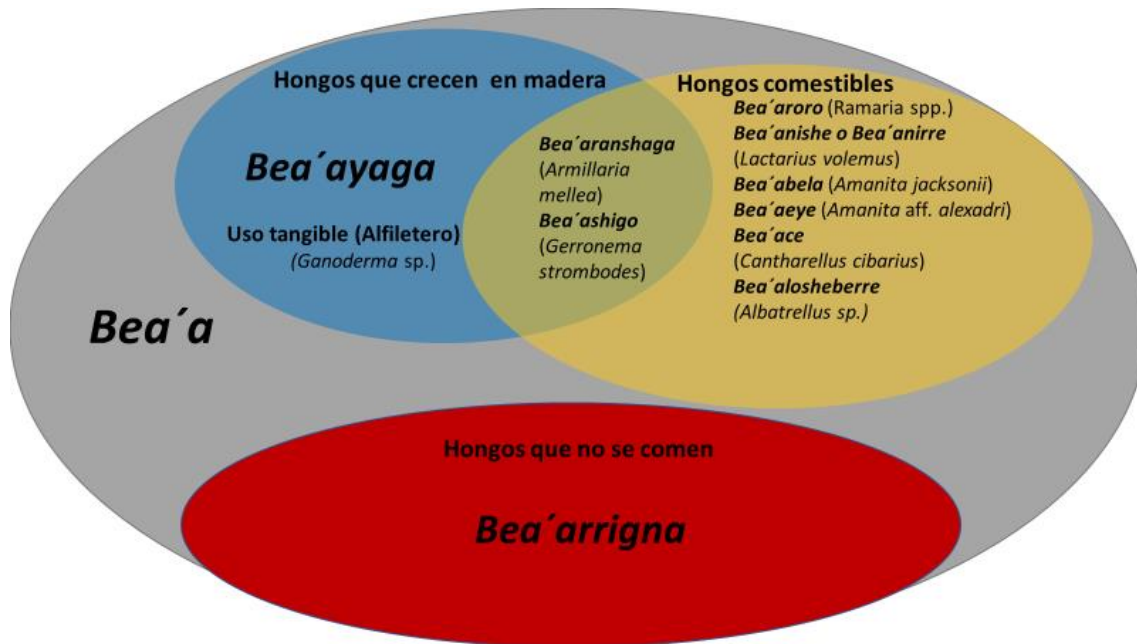 Hongos que crecen en madera
Bea´ayaga
Uso tangible (Alfiletero)
(Ganoderma sp.)
Bea´aranshaga
(Armillaria
mellea)
Bea´ashigo
(Gerronema
strombodes)
Hongos comestibles
Bea´aroro (Ramaria spp.)
Bea´anishe o Bea´anirre
(Lactarius volemus)
Bea´abela (Amanita jacksonii)
Bea´aeye (Amanita aff. alexadri)
Bea´ace
(Cantharellus cibarius)
Bea´alosheberre
(Albatrellus sp.)
Bea´a
Hongos que no se comen
Bea´arrigna